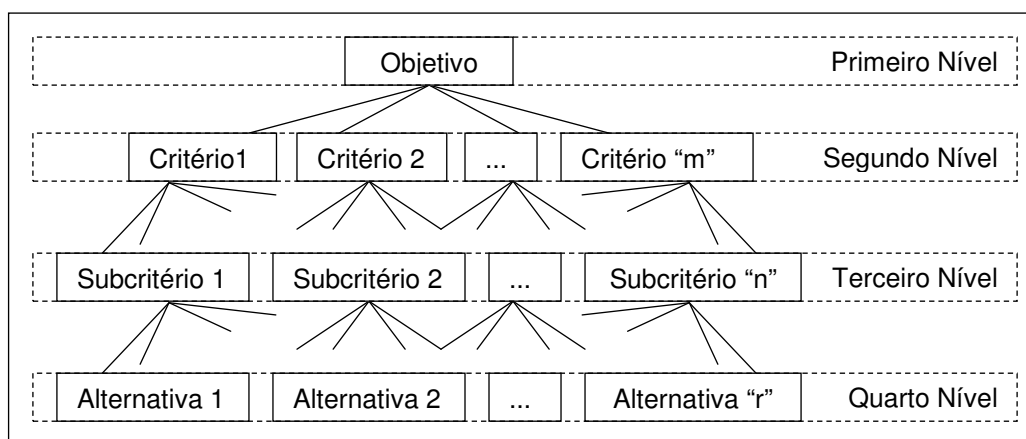 Objetivo Primeiro Nível
Critério1 Critério 2 ... Critério “m” Segundo Nível
Subcritério 1 Subcritério 2 ... Subcritério “n” Terceiro Nível
Alternativa 1 Alternativa 2 ... Alternativa “r” Quarto Nível